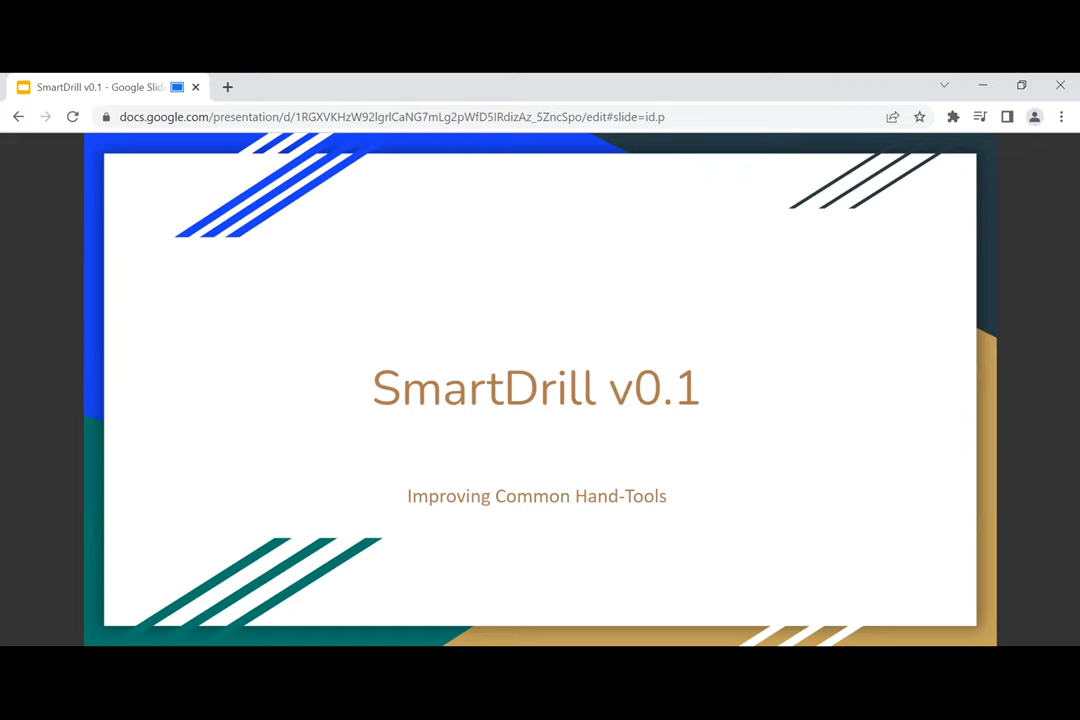 SmartDrill v0.1 - Google Slid
docs.google.com/presentation/d/1RGXVKHzW92IgrlCaNG7mLg2pWfD5IRdizAz_5ZncSpo/edit#slide=id.p
SmartDrill v0.1
Improving Common Hand-Tools